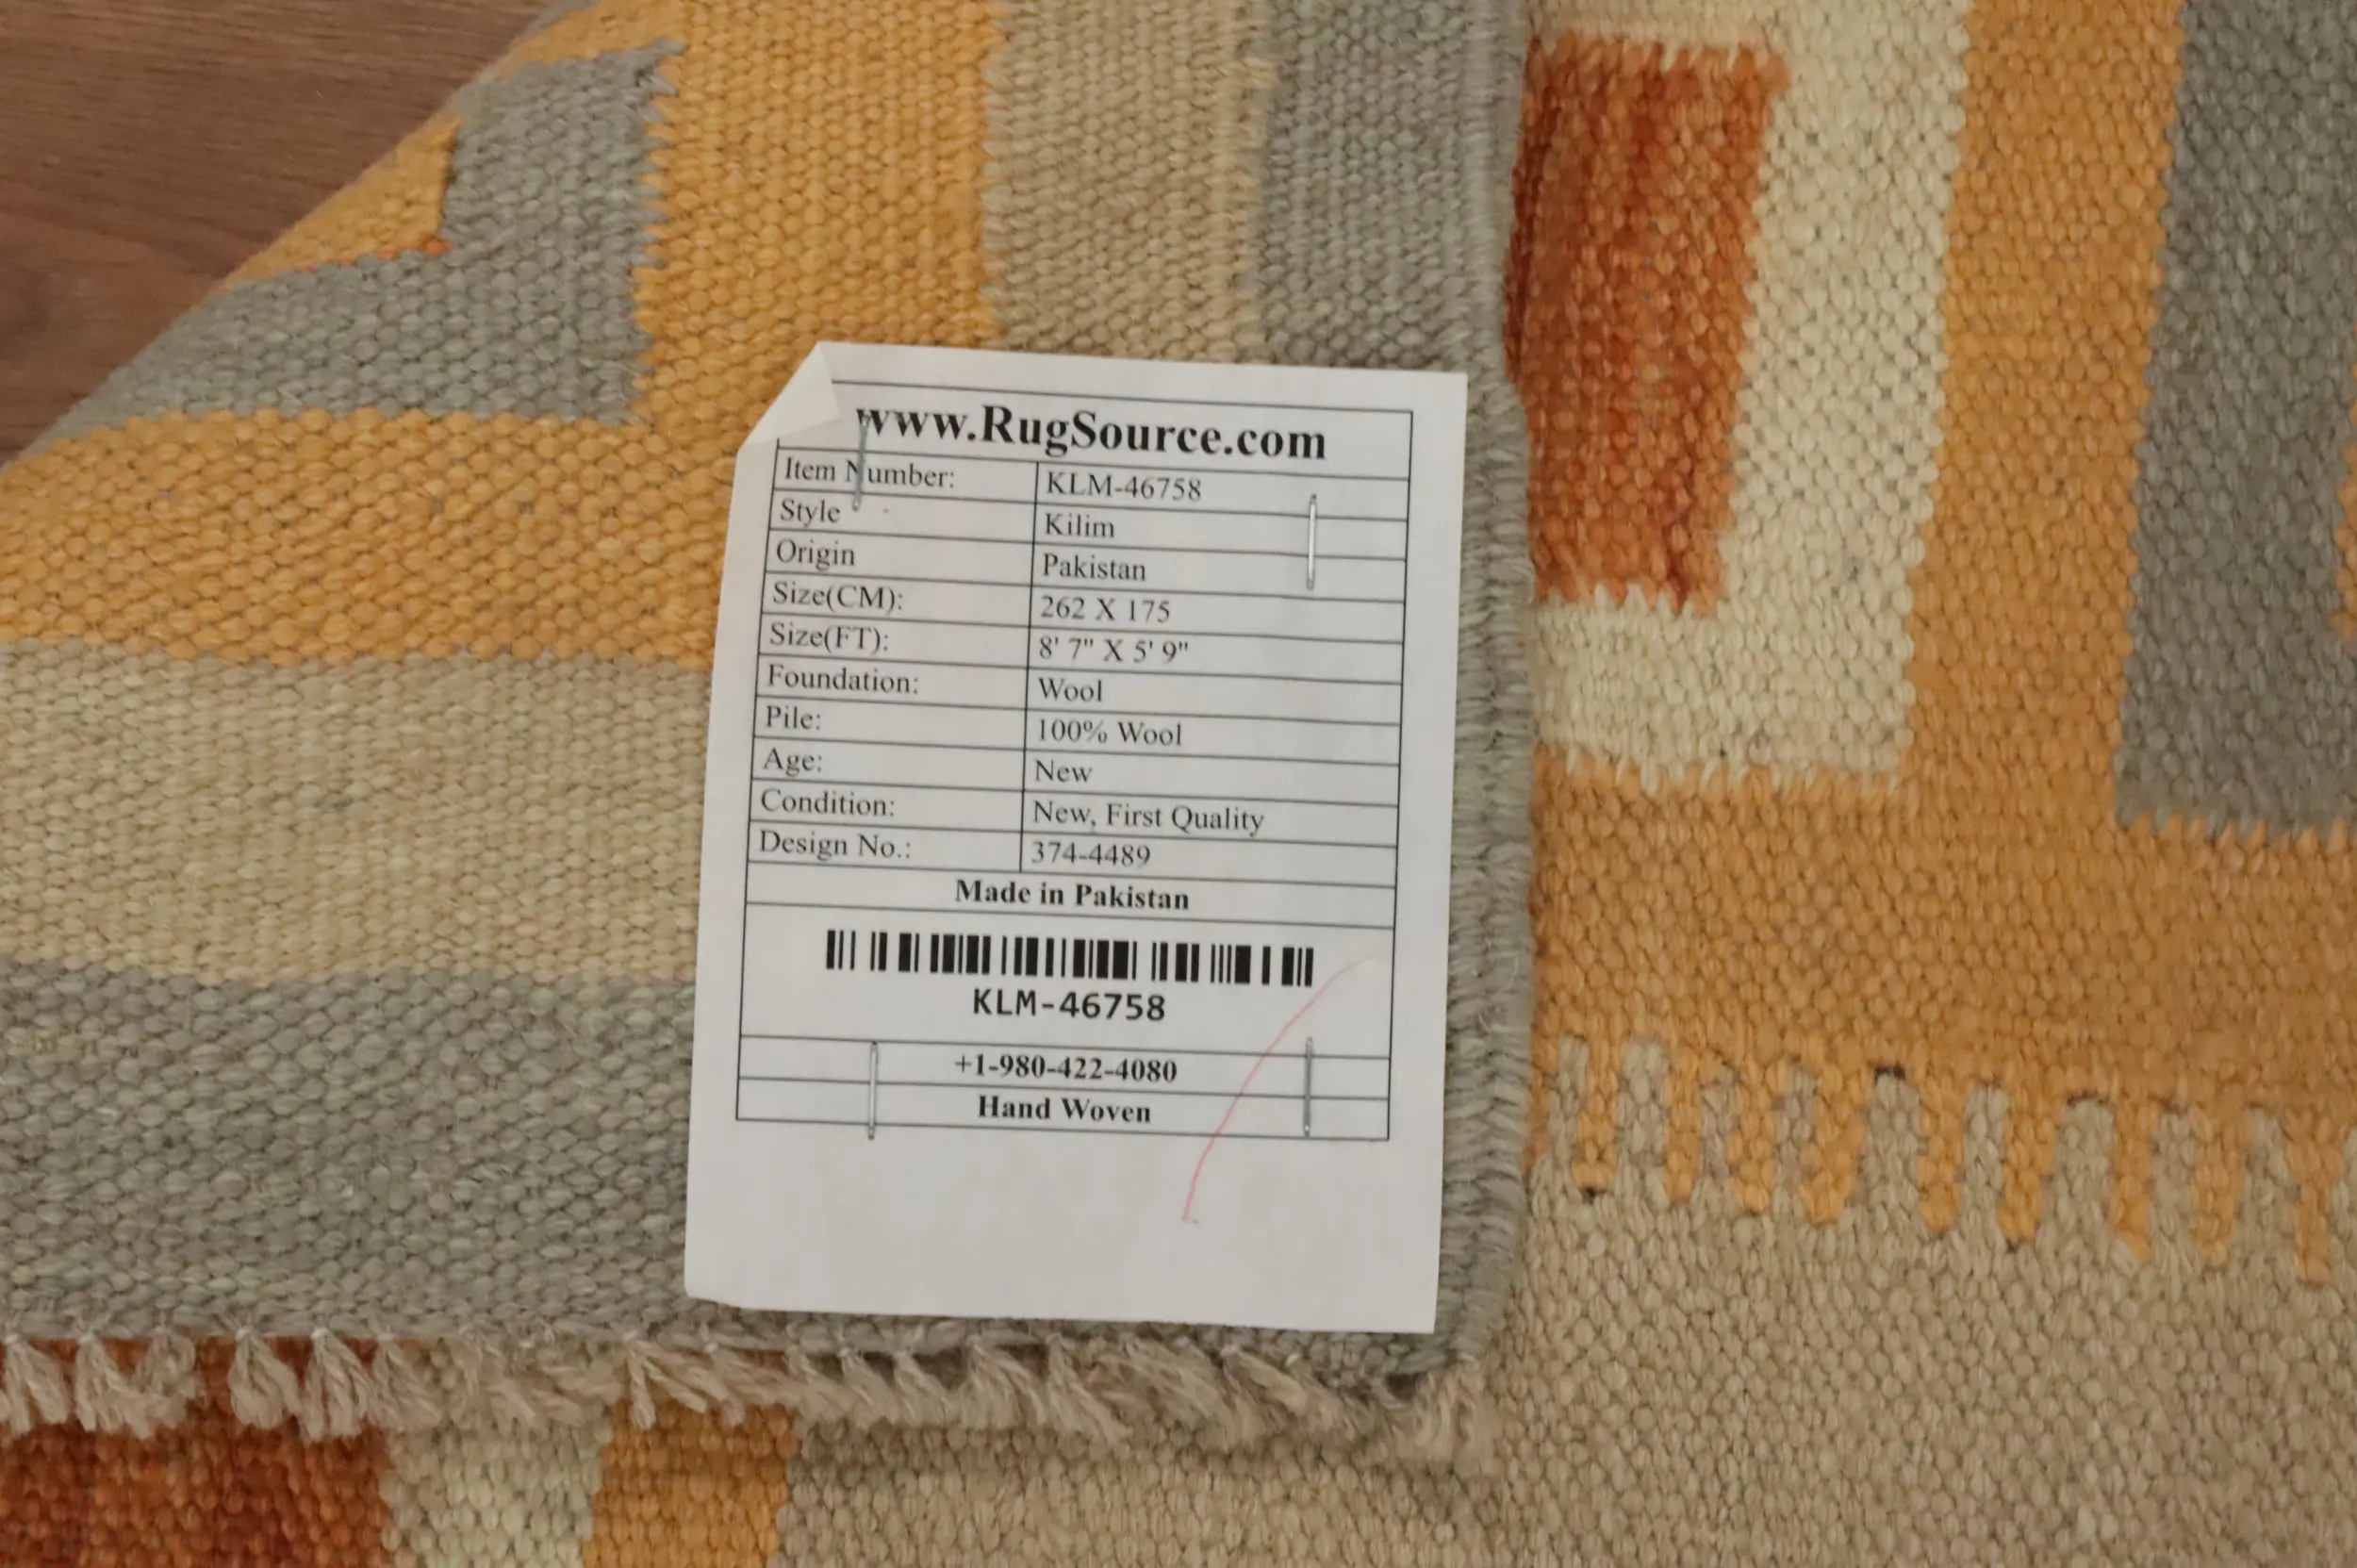 www.RugSource.com
Item Number: KLM-46758
Style Kilim
Origin Pakistan
Size(CM): 262 X 175
Size(FT): 8' 7" X 5' 9"
Foundation: Wool
Pile: 100% Wool
Age: New
Condition: New, First Quality
Design No.: 374-4489
Made in Pakistan
KLM-46758
+1-980-422-4080
Hand Woven